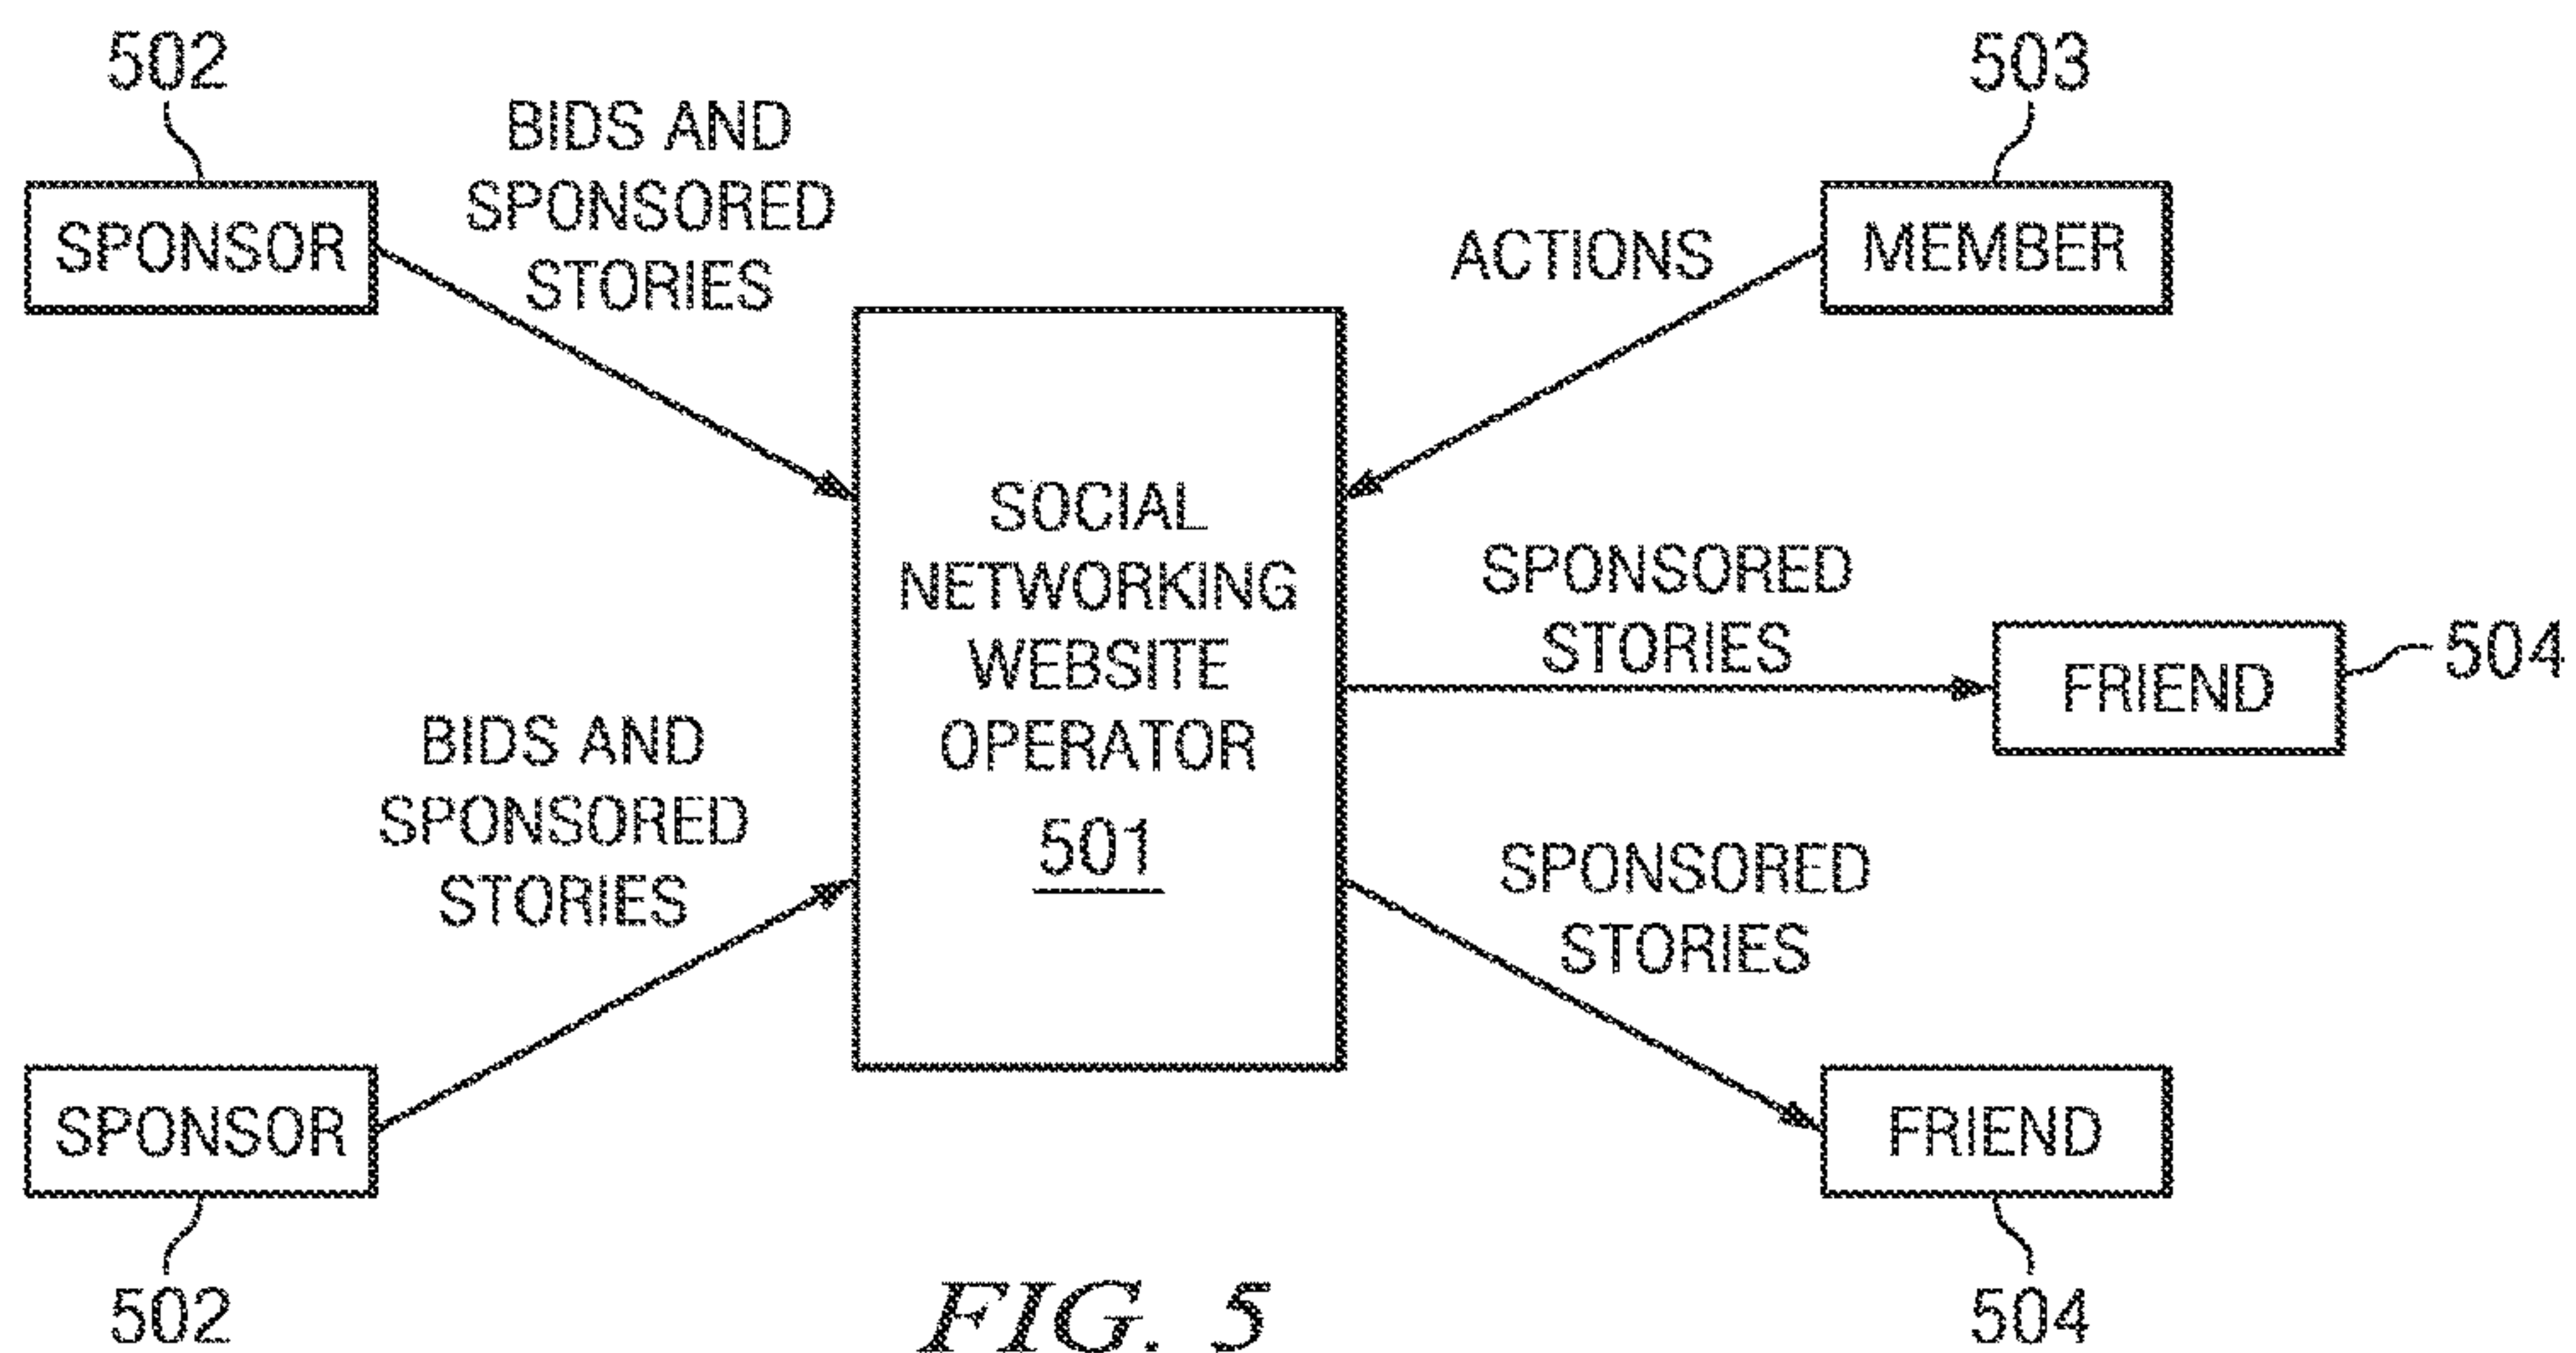 502
BIDS AND
SPONSORED
STORIES
SPONSOR
503
ACTIONS
MEMBER
SOCIAL
NETWORKING
WEBSITE
OPERATOR
501
SPONSORED
STORIES
FRIEND
504
BIDS AND
SPONSORED
STORIES
SPONSORED
STORIES
SPONSOR
502
FRIEND
504
FIG. 5